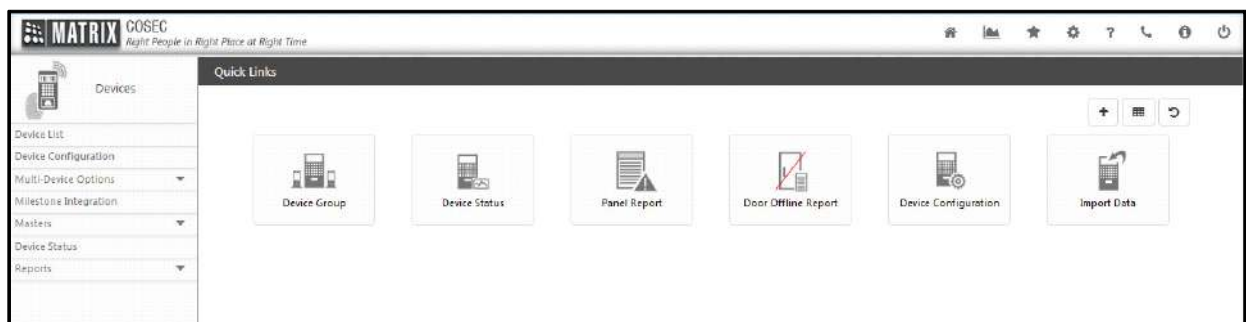 MATRIX COSEC
Right People in Right Place at Right Time
?
Devices
Quick Links
Device List
Device Configuration
Multi-Device Options
Milestone Integration
Masters
Device Status
Reports
Device Group
Device Status
Panel Report
Door Offline Report
Device Configuration
Import Data